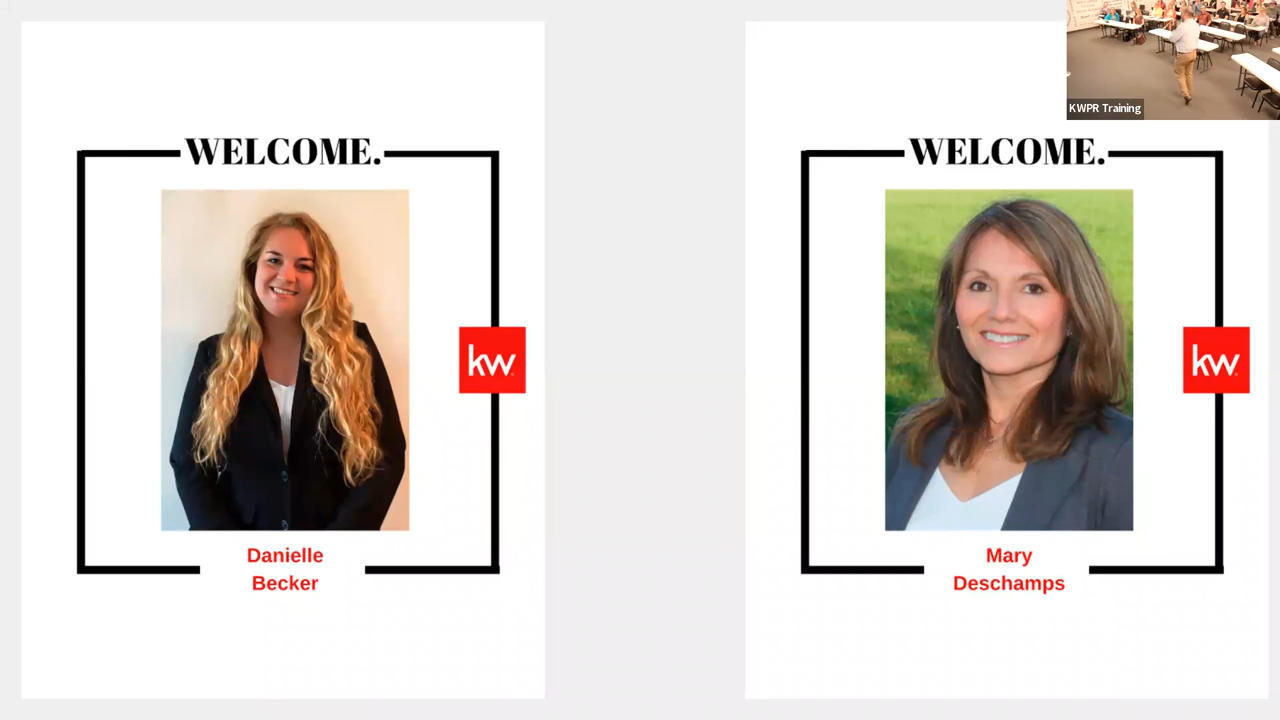 KWPR Training
WELCOME.
kw
Danielle
Becker
WELCOME.
kw
Mary
Deschamps